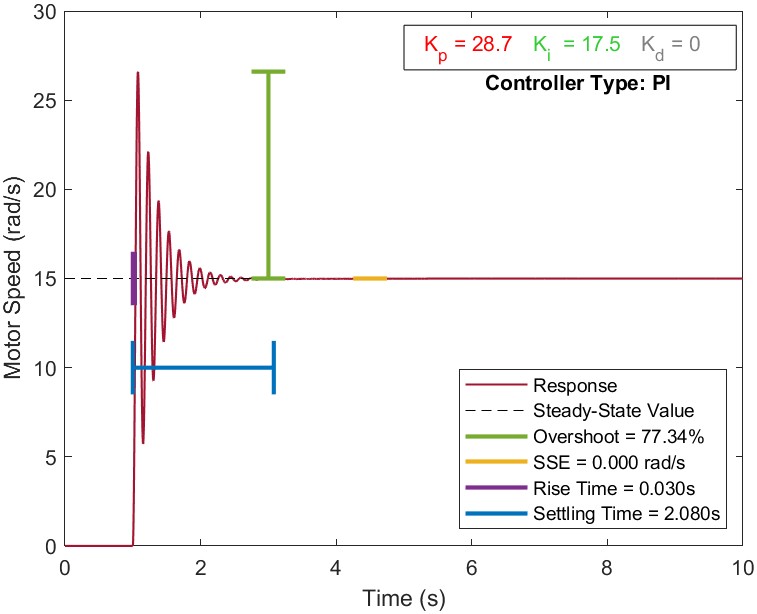 K_p = 28.7 K_i = 17.5 K_d = 0
Controller Type: PI
30
25
20
15
10
5
0
Motor Speed (rad/s)
Response
Steady-State Value
Overshoot = 77.34%
SSE = 0.000 rad/s
Rise Time = 0.030s
Settling Time = 2.080s
0 2 4 6 8 10
Time (s)